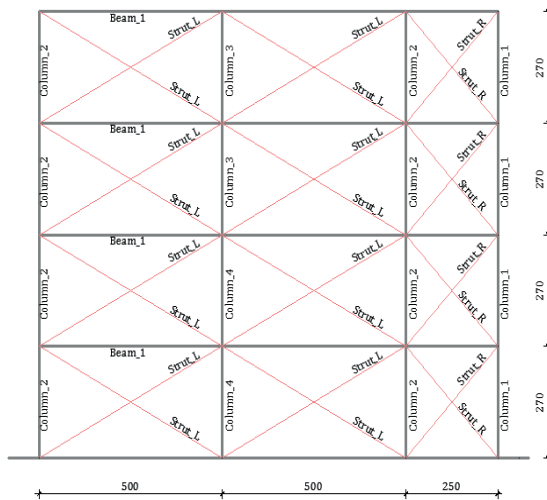 Beam_1
Strut_L
Strut_L
Strut_R
Column_2
Column_3
Column_2
Column_1
270
Strut_L
Strut_L
Strut_R
Beam_1
Strut_L
Strut_L
Strut_R
Column_2
Column_3
Column_2
Column_1
270
Strut_L
Strut_L
Strut_R
Beam_1
Strut_L
Strut_L
Strut_R
Column_2
Column_4
Column_2
Column_1
270
Strut_L
Strut_L
Strut_R
Beam_1
Strut_L
Strut_L
Strut_R
Column_2
Column_4
Column_2
Column_1
270
Strut_L
Strut_L
Strut_R
500
500
250